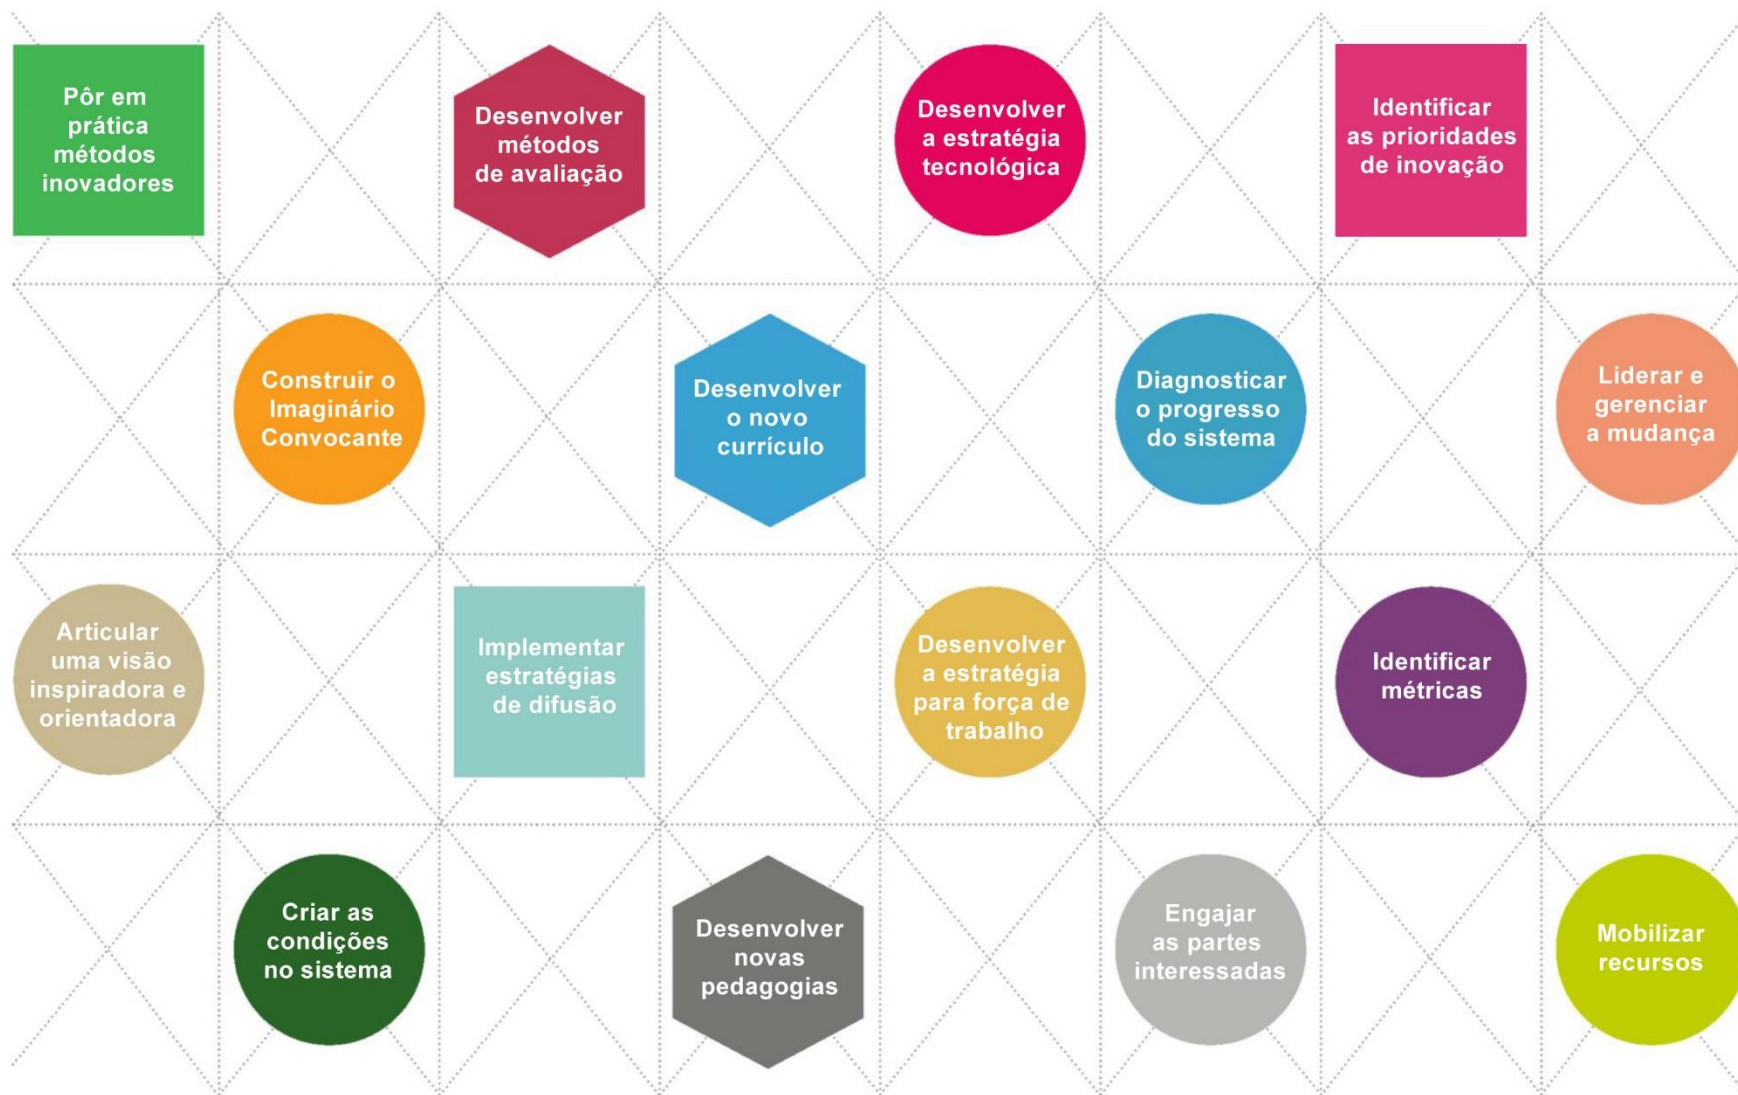 Pôr em
prática
métodos
inovadores
Desenvolver
métodos
de avaliação
Desenvolver
a estratégia
tecnológica
Identificar
as prioridades
de inovação
Construir o
Imaginário
Convocante
Desenvolver
o novo
currículo
Diagnosticar
o progresso
do sistema
Liderar e
gerenciar
a mudança
Articular
uma visão
inspiradora e
orientadora
Implementar
estratégias
de difusão
Desenvolver
a estratégia
para força de
trabalho
Identificar
métricas
Criar as
condições
no sistema
Desenvolver
novas
pedagogias
Engajar
as partes
interessadas
Mobilizar
recursos